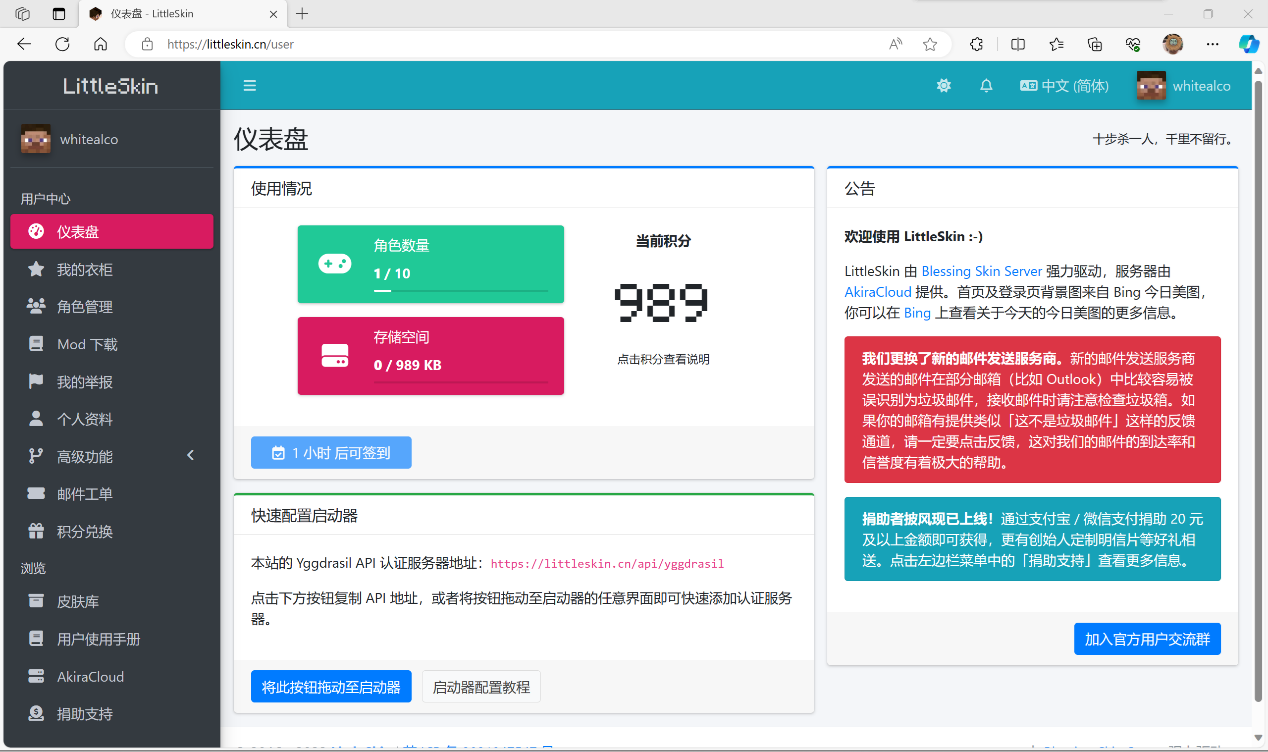 仪表盘 - LittleSkin
https://littleskin.cn/user
LittleSkin
中文 (简体)
whitealco
whitealco
用户中心
仪表盘
我的衣柜
角色管理
Mod 下载
我的举报
个人资料
高级功能
邮件工单
积分兑换
浏览
皮肤库
用户使用手册
AkiraCloud
捐助支持
仪表盘
十步杀一人，千里不留行。
使用情况
角色数量
1 / 10
存储空间
0 / 989 KB
当前积分
989
点击积分查看说明
1 小时 后可签到
快速配置启动器
本站的 Yggdrasil API 认证服务器地址：https://littleskin.cn/api/yggdrasil
点击下方按钮复制 API 地址，或者将按钮拖动至启动器的任意界面即可快速添加认证服务
器。
将此按钮拖动至启动器
启动器配置教程
公告
欢迎使用 LittleSkin :-)
LittleSkin 由 Blessing Skin Server 强力驱动，服务器由
AkiraCloud 提供。首页及登录页背景图来自 Bing 今日美图，
你可以在 Bing 上查看关于今天的今日美图的更多信息。
我们更换了新的邮件发送服务商。新的邮件发送服务商
发送的邮件在部分邮箱（比如 Outlook）中比较容易被
误识别为垃圾邮件，接收邮件时请注意检查垃圾箱。如
果你的邮箱有提供类似「这不是垃圾邮件」这样的反馈
通道，请一定要点击反馈，这对我们的邮件的到达率和
信誉度有着极大的帮助。
捐助者披风现已上线！通过支付宝 / 微信支付捐助 20 元
及以上金额即可获得，更有创始人定制明信片等好礼相
送。点击左边栏菜单中的「捐助支持」查看更多信息。
加入官方用户交流群